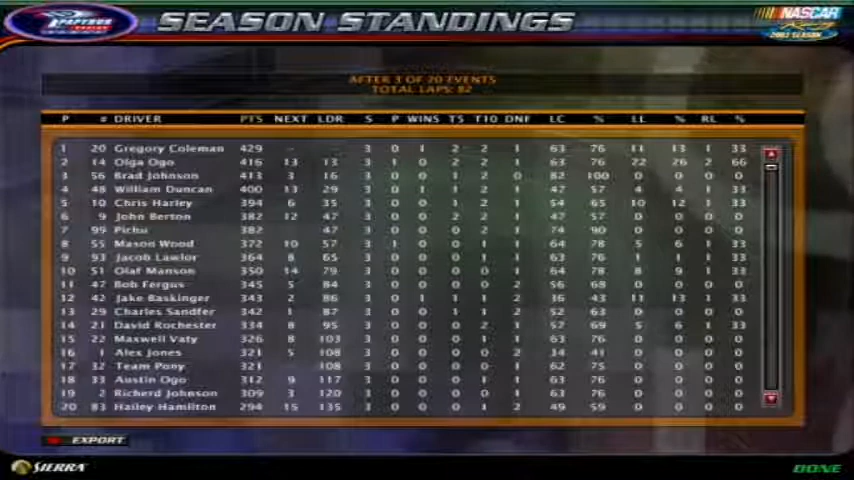 PAPYRUS
RACING
SEASON STANDINGS
NASCAR
Racing
2003 SEASON
AFTER 3 OF 20 EVENTS
TOTAL LAPS: 82
P # DRIVER PTS NEXT LDR S P WINS T5 T10 DNF LC % LL % RL %
1 20 Gregory Coleman 429 - - 3 0 1 2 2 1 63 76 11 13 1 33
2 14 Olga Ogo 416 13 13 3 1 0 2 2 1 63 76 22 26 2 66
3 56 Brad Johnson 413 3 16 3 0 0 1 2 0 82 100 0 0 0 0
4 48 William Duncan 400 13 29 3 0 1 1 2 1 47 57 4 4 1 33
5 10 Chris Harley 394 6 35 3 0 0 1 2 1 54 65 10 12 1 33
6 9 John Berton 382 12 47 3 0 0 2 2 1 47 57 0 0 0 0
7 99 Pichu 382 47 3 0 0 0 2 1 74 90 0 0 0 0
8 55 Mason Wood 372 10 57 3 1 0 0 1 1 64 78 5 6 1 33
9 93 Jacob Lawlor 364 8 65 3 0 0 1 1 1 63 76 1 1 1 33
10 51 Olaf Manson 350 14 79 3 0 0 0 0 1 64 78 8 9 1 33
11 47 Bob Fergus 345 5 84 3 0 0 1 1 2 56 68 0 0 0 0
12 42 Jake Baskinger 343 2 86 3 0 1 1 1 2 36 43 11 13 1 33
13 29 Charles Sandfer 342 1 87 3 0 0 1 1 2 52 63 0 0 0 0
14 21 David Rochester 334 8 95 3 0 0 0 2 1 57 69 5 6 1 33
15 22 Maxwell Vaty 326 8 103 3 0 0 0 1 1 63 76 0 0 0 0
16 1 Alex Jones 321 5 108 3 0 0 0 0 2 34 41 0 0 0 0
17 32 Team Pony 321 108 3 0 0 0 1 1 62 75 0 0 0 0
18 33 Austin Ogo 312 9 117 3 0 0 0 1 1 63 76 0 0 0 0
19 2 Richerd Johnson 309 3 120 3 0 0 0 0 1 63 76 0 0 0 0
20 83 Hailey Hamilton 294 15 135 3 0 0 0 1 2 49 59 0 0 0 0
EXPORT
SIERRA
DONE